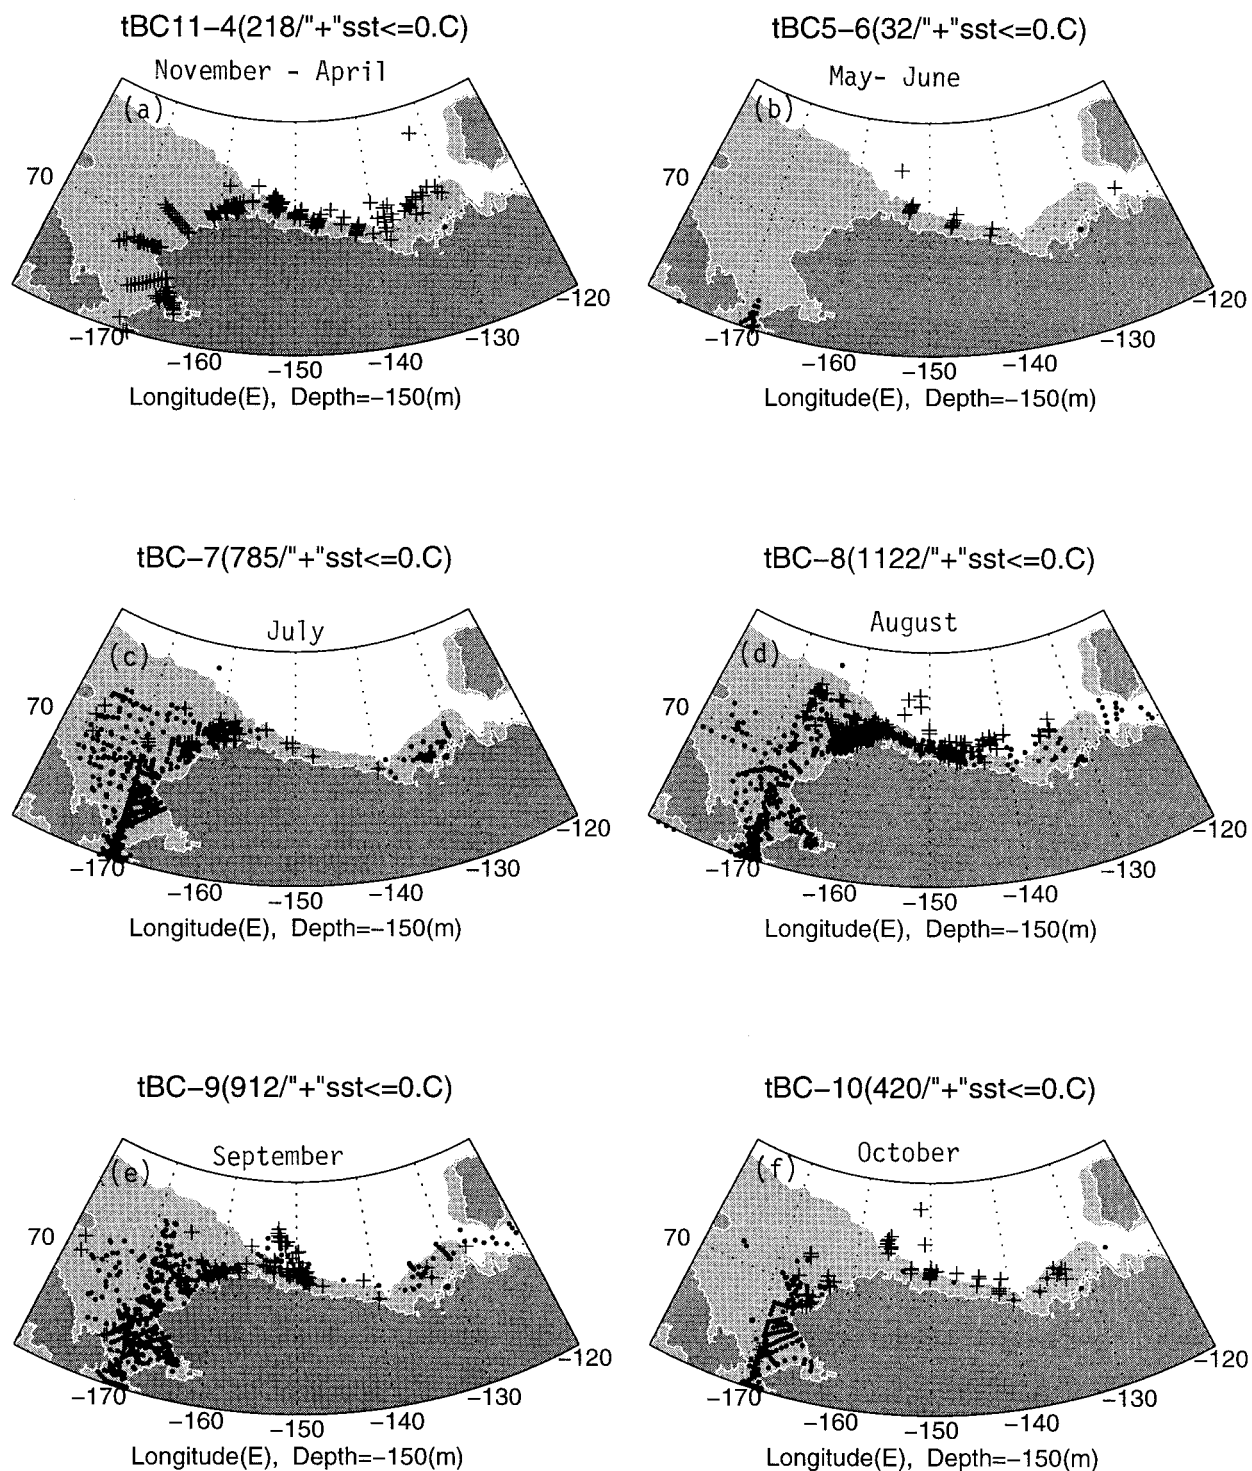 tBC11−4(218/"+"sst<=0.C)
November - April
(a)
70
−170
−160
−150
−140
−130
−120
Longitude(E), Depth=−150(m)
tBC5−6(32/"+"sst<=0.C)
May- June
(b)
70
−170
−160
−150
−140
−130
−120
Longitude(E), Depth=−150(m)
tBC−7(785/"+"sst<=0.C)
July
(c)
70
−170
−160
−150
−140
−130
−120
Longitude(E), Depth=−150(m)
tBC−8(1122/"+"sst<=0.C)
August
(d)
70
−170
−160
−150
−140
−130
−120
Longitude(E), Depth=−150(m)
tBC−9(912/"+"sst<=0.C)
September
(e)
70
−170
−160
−150
−140
−130
−120
Longitude(E), Depth=−150(m)
tBC−10(420/"+"sst<=0.C)
October
(f)
70
−170
−160
−150
−140
−130
−120
Longitude(E), Depth=−150(m)